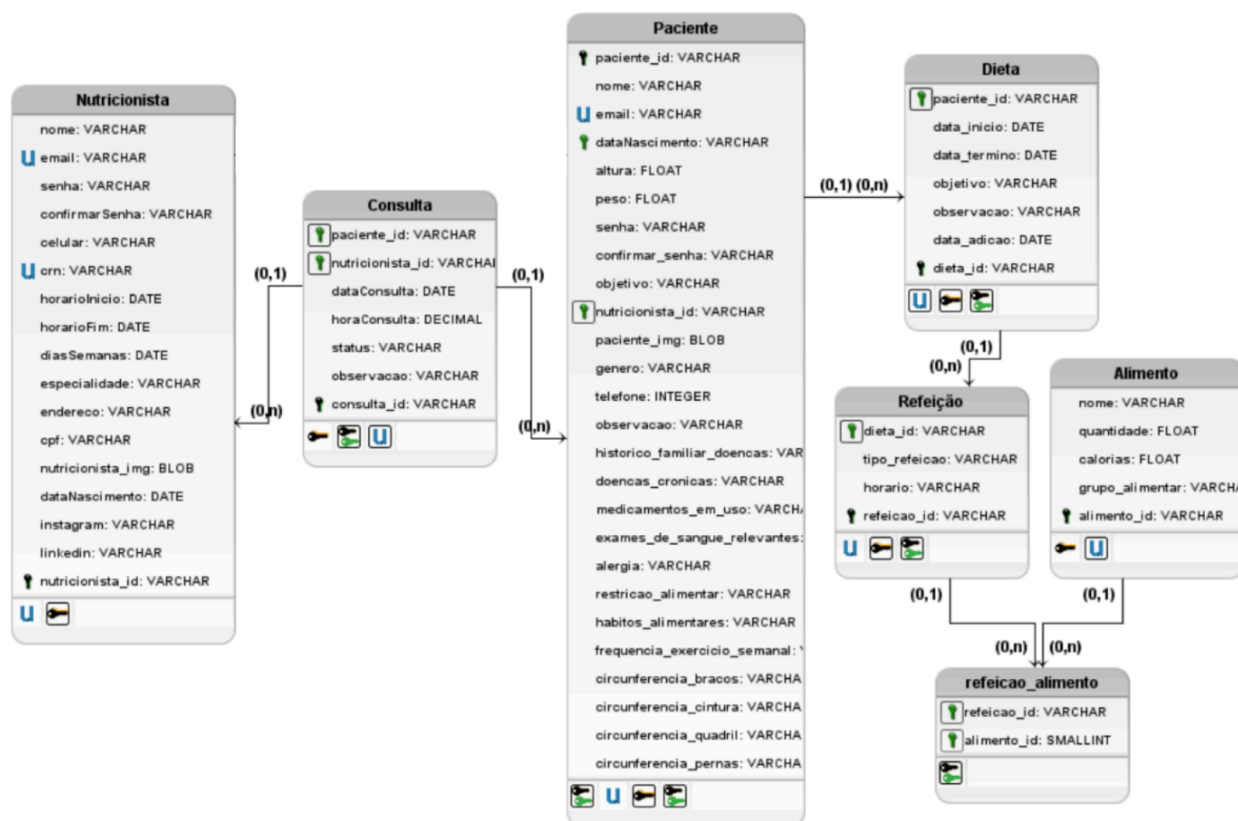 Nutricionista
nome: VARCHAR
U email: VARCHAR
senha: VARCHAR
confirmarSenha: VARCHAR
celular: VARCHAR
U crn: VARCHAR
horarioInicio: DATE
horarioFim: DATE
diasSemanas: DATE
especialidade: VARCHAR
endereco: VARCHAR
cpf: VARCHAR
nutricionista_img: BLOB
dataNascimento: DATE
instagram: VARCHAR
linkedin: VARCHAR
nutricionista_id: VARCHAR
U
(0,1)
(0,n)
Consulta
paciente_id: VARCHAR
nutricionista_id: VARCHAI
dataConsulta: DATE
horaConsulta: DECIMAL
status: VARCHAR
observacao: VARCHAR
consulta_id: VARCHAR
U
(0,1)
(0,n)
Paciente
paciente_id: VARCHAR
nome: VARCHAR
U email: VARCHAR
dataNascimento: VARCHAR
altura: FLOAT
peso: FLOAT
senha: VARCHAR
confirmar_senha: VARCHAR
objetivo: VARCHAR
nutricionista_id: VARCHAR
paciente_img: BLOB
genero: VARCHAR
telefone: INTEGER
observacao: VARCHAR
historico_familiar_doencas: VAR
doencas_cronicas: VARCHAR
medicamentos_em_uso: VARCHA
exames_de_sangue_relevantes:
alergia: VARCHAR
restricao_alimentar: VARCHAR
habitos_alimentares: VARCHAR
frequencia_exercicio_semanal: V
circunferencia_bracos: VARCHA
circunferencia_cintura: VARCHA
circunferencia_quadril: VARCHA
circunferencia_pernas: VARCHA
U
(0,1) (0,n)
Dieta
paciente_id: VARCHAR
data_inicio: DATE
data_termino: DATE
objetivo: VARCHAR
observacao: VARCHAR
data_adicao: DATE
dieta_id: VARCHAR
U
(0,1)
(0,n)
Refeição
dieta_id: VARCHAR
tipo_refeicao: VARCHAR
horario: VARCHAR
refeicao_id: VARCHAR
U
Alimento
nome: VARCHAR
quantidade: FLOAT
calorias: FLOAT
grupo_alimentar: VARCHA
alimento_id: VARCHAR
U
(0,1)
(0,1)
(0,n)
(0,n)
refeicao_alimento
refeicao_id: VARCHAR
alimento_id: SMALLINT